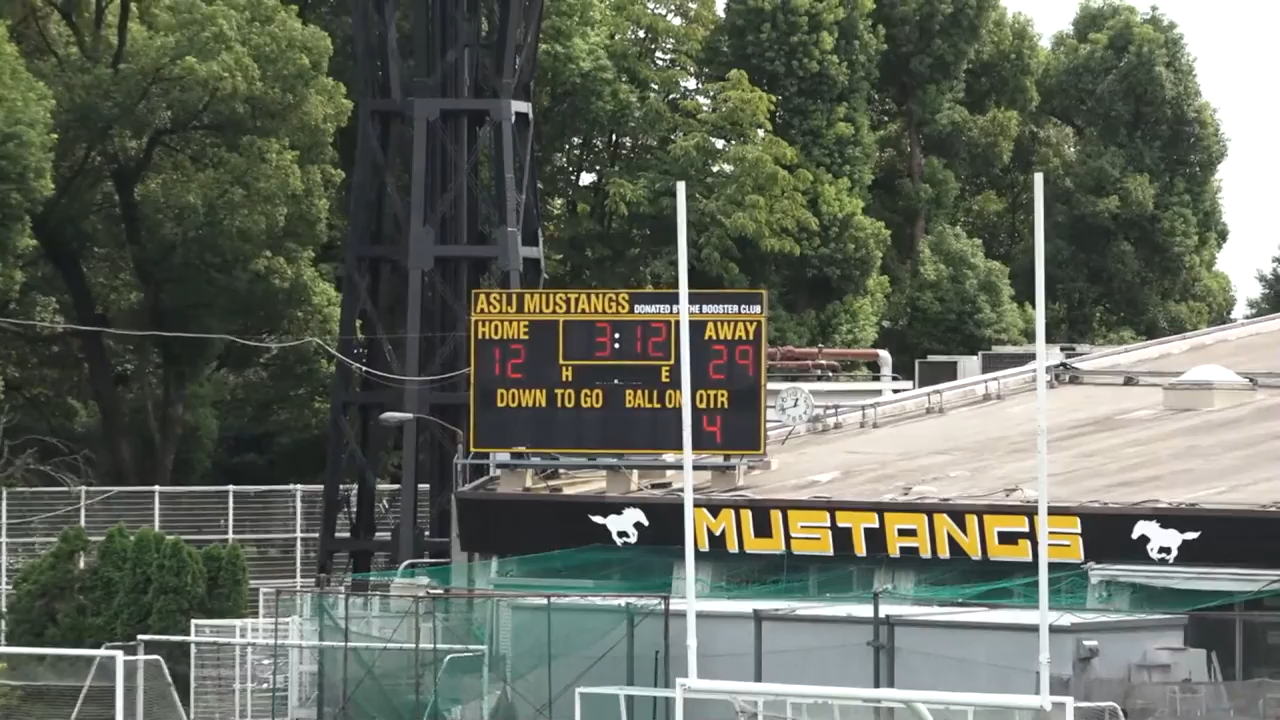 ASIJ MUSTANGS DONATED BY THE BOOSTER CLUB
HOME 3:12 AWAY
12 29
H E
DOWN TO GO BALL ON QTR
4
MUSTANGS